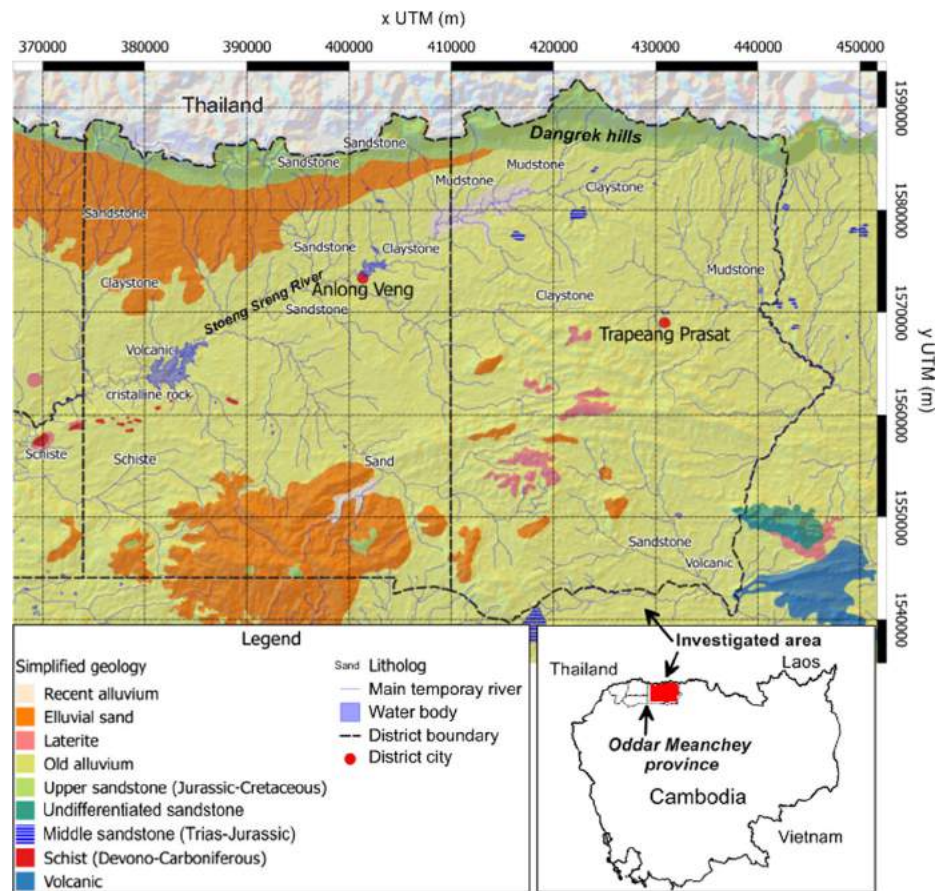 x UTM (m)
370000 380000 390000 400000 410000 420000 430000 440000 450000
Thailand
1590000
Dangrek hills
Sandstone
Sandstone
Mudstone
Mudstone
Claystone
Sandstone
1580000
Sandstone
Claystone
Mudstone
Claystone
Anlong Veng
Claystone
Stoeng Sreng River
Sandstone
1570000
Trapeang Prasat
y UTM (m)
Volcanic
cristalline rock
1560000
Schiste
Schiste
Sand
1550000
Sandstone
Volcanic
1540000
Legend
Simplified geology
Recent alluvium
Elluvial sand
Laterite
Old alluvium
Upper sandstone (Jurassic-Cretaceous)
Undifferentiated sandstone
Middle sandstone (Trias-Jurassic)
Schist (Devono-Carboniferous)
Volcanic
Sand Litholog
Main temporay river
Water body
District boundary
District city
Investigated area
Thailand
Laos
Oddar Meanchey
province
Cambodia
Vietnam